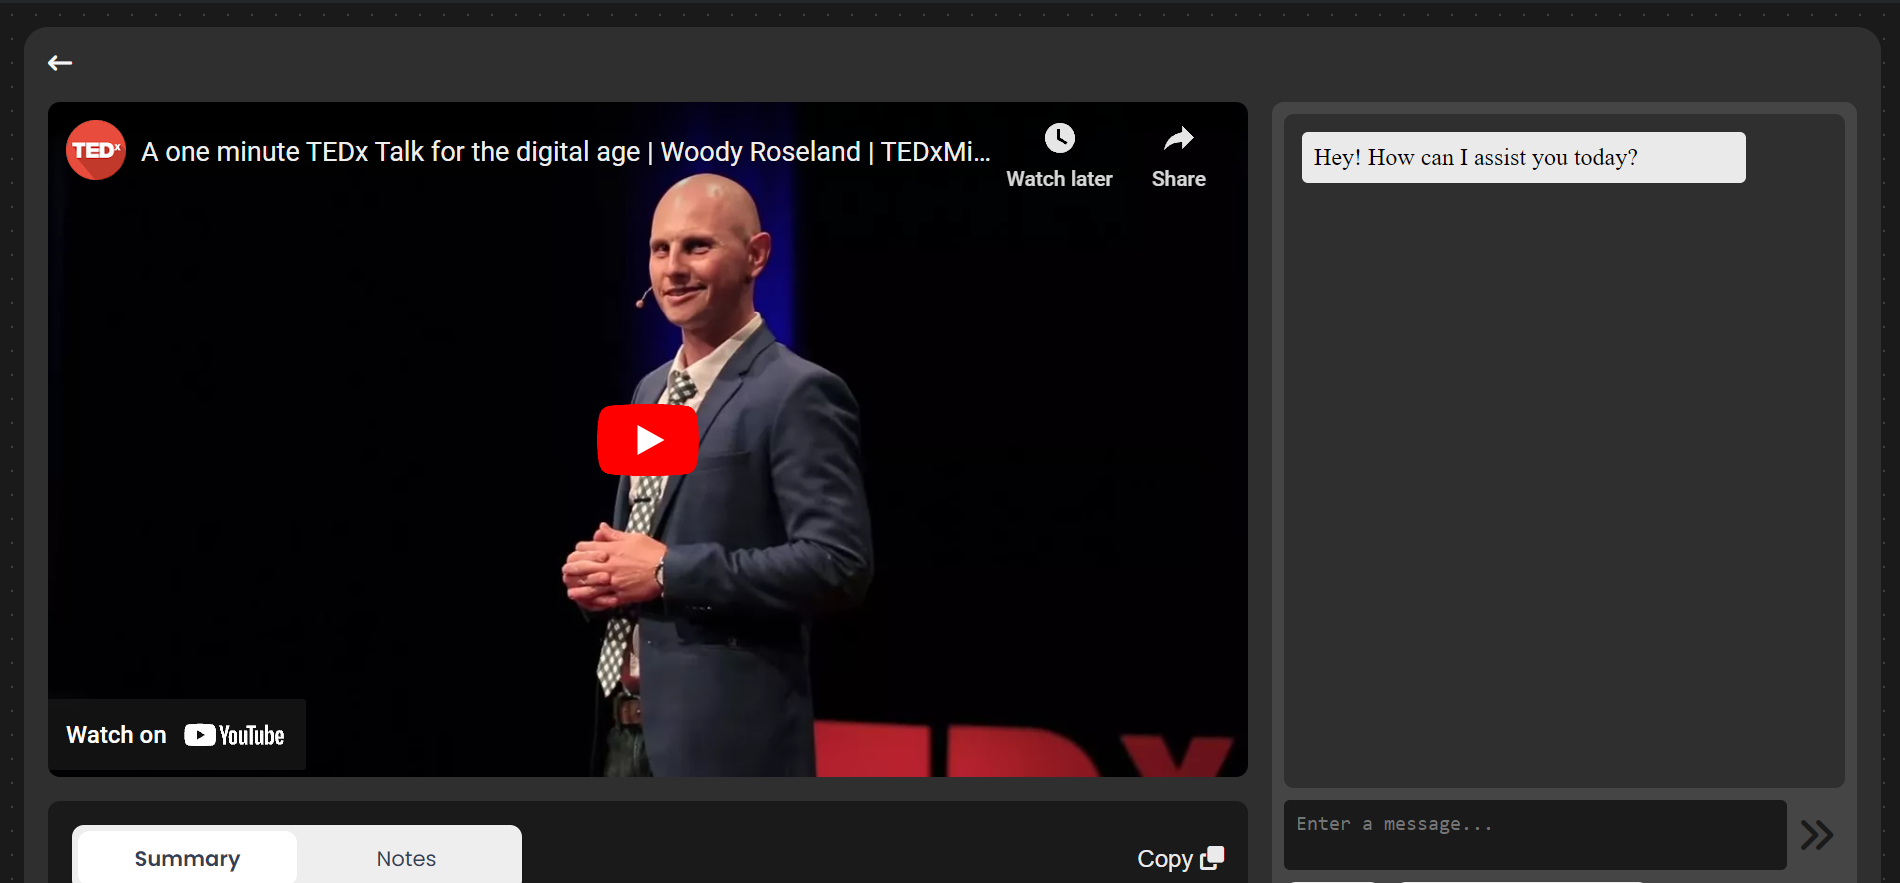 TEDx
A one minute TEDx Talk for the digital age | Woody Roseland | TEDxMi...
Watch later
Share
Hey! How can I assist you today?
Watch on YouTube
TEDx
Enter a message...
Summary
Notes
Copy